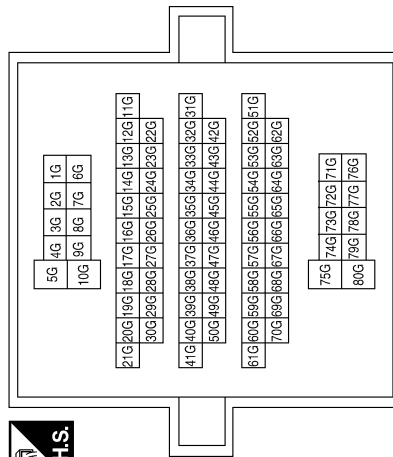 H.S.
5G 4G 3G 2G 1G
10G 9G 8G 7G 6G
21G 20G 19G 18G 17G 16G 15G 14G 13G 12G 11G
30G 29G 28G 27G 26G 25G 24G 23G 22G
41G 40G 39G 38G 37G 36G 35G 34G 33G 32G 31G
50G 49G 48G 47G 46G 45G 44G 43G 42G
61G 60G 59G 58G 57G 56G 55G 54G 53G 52G 51G
70G 69G 68G 67G 66G 65G 64G 63G 62G
75G 74G 73G 72G 71G
80G 79G 78G 77G 76G